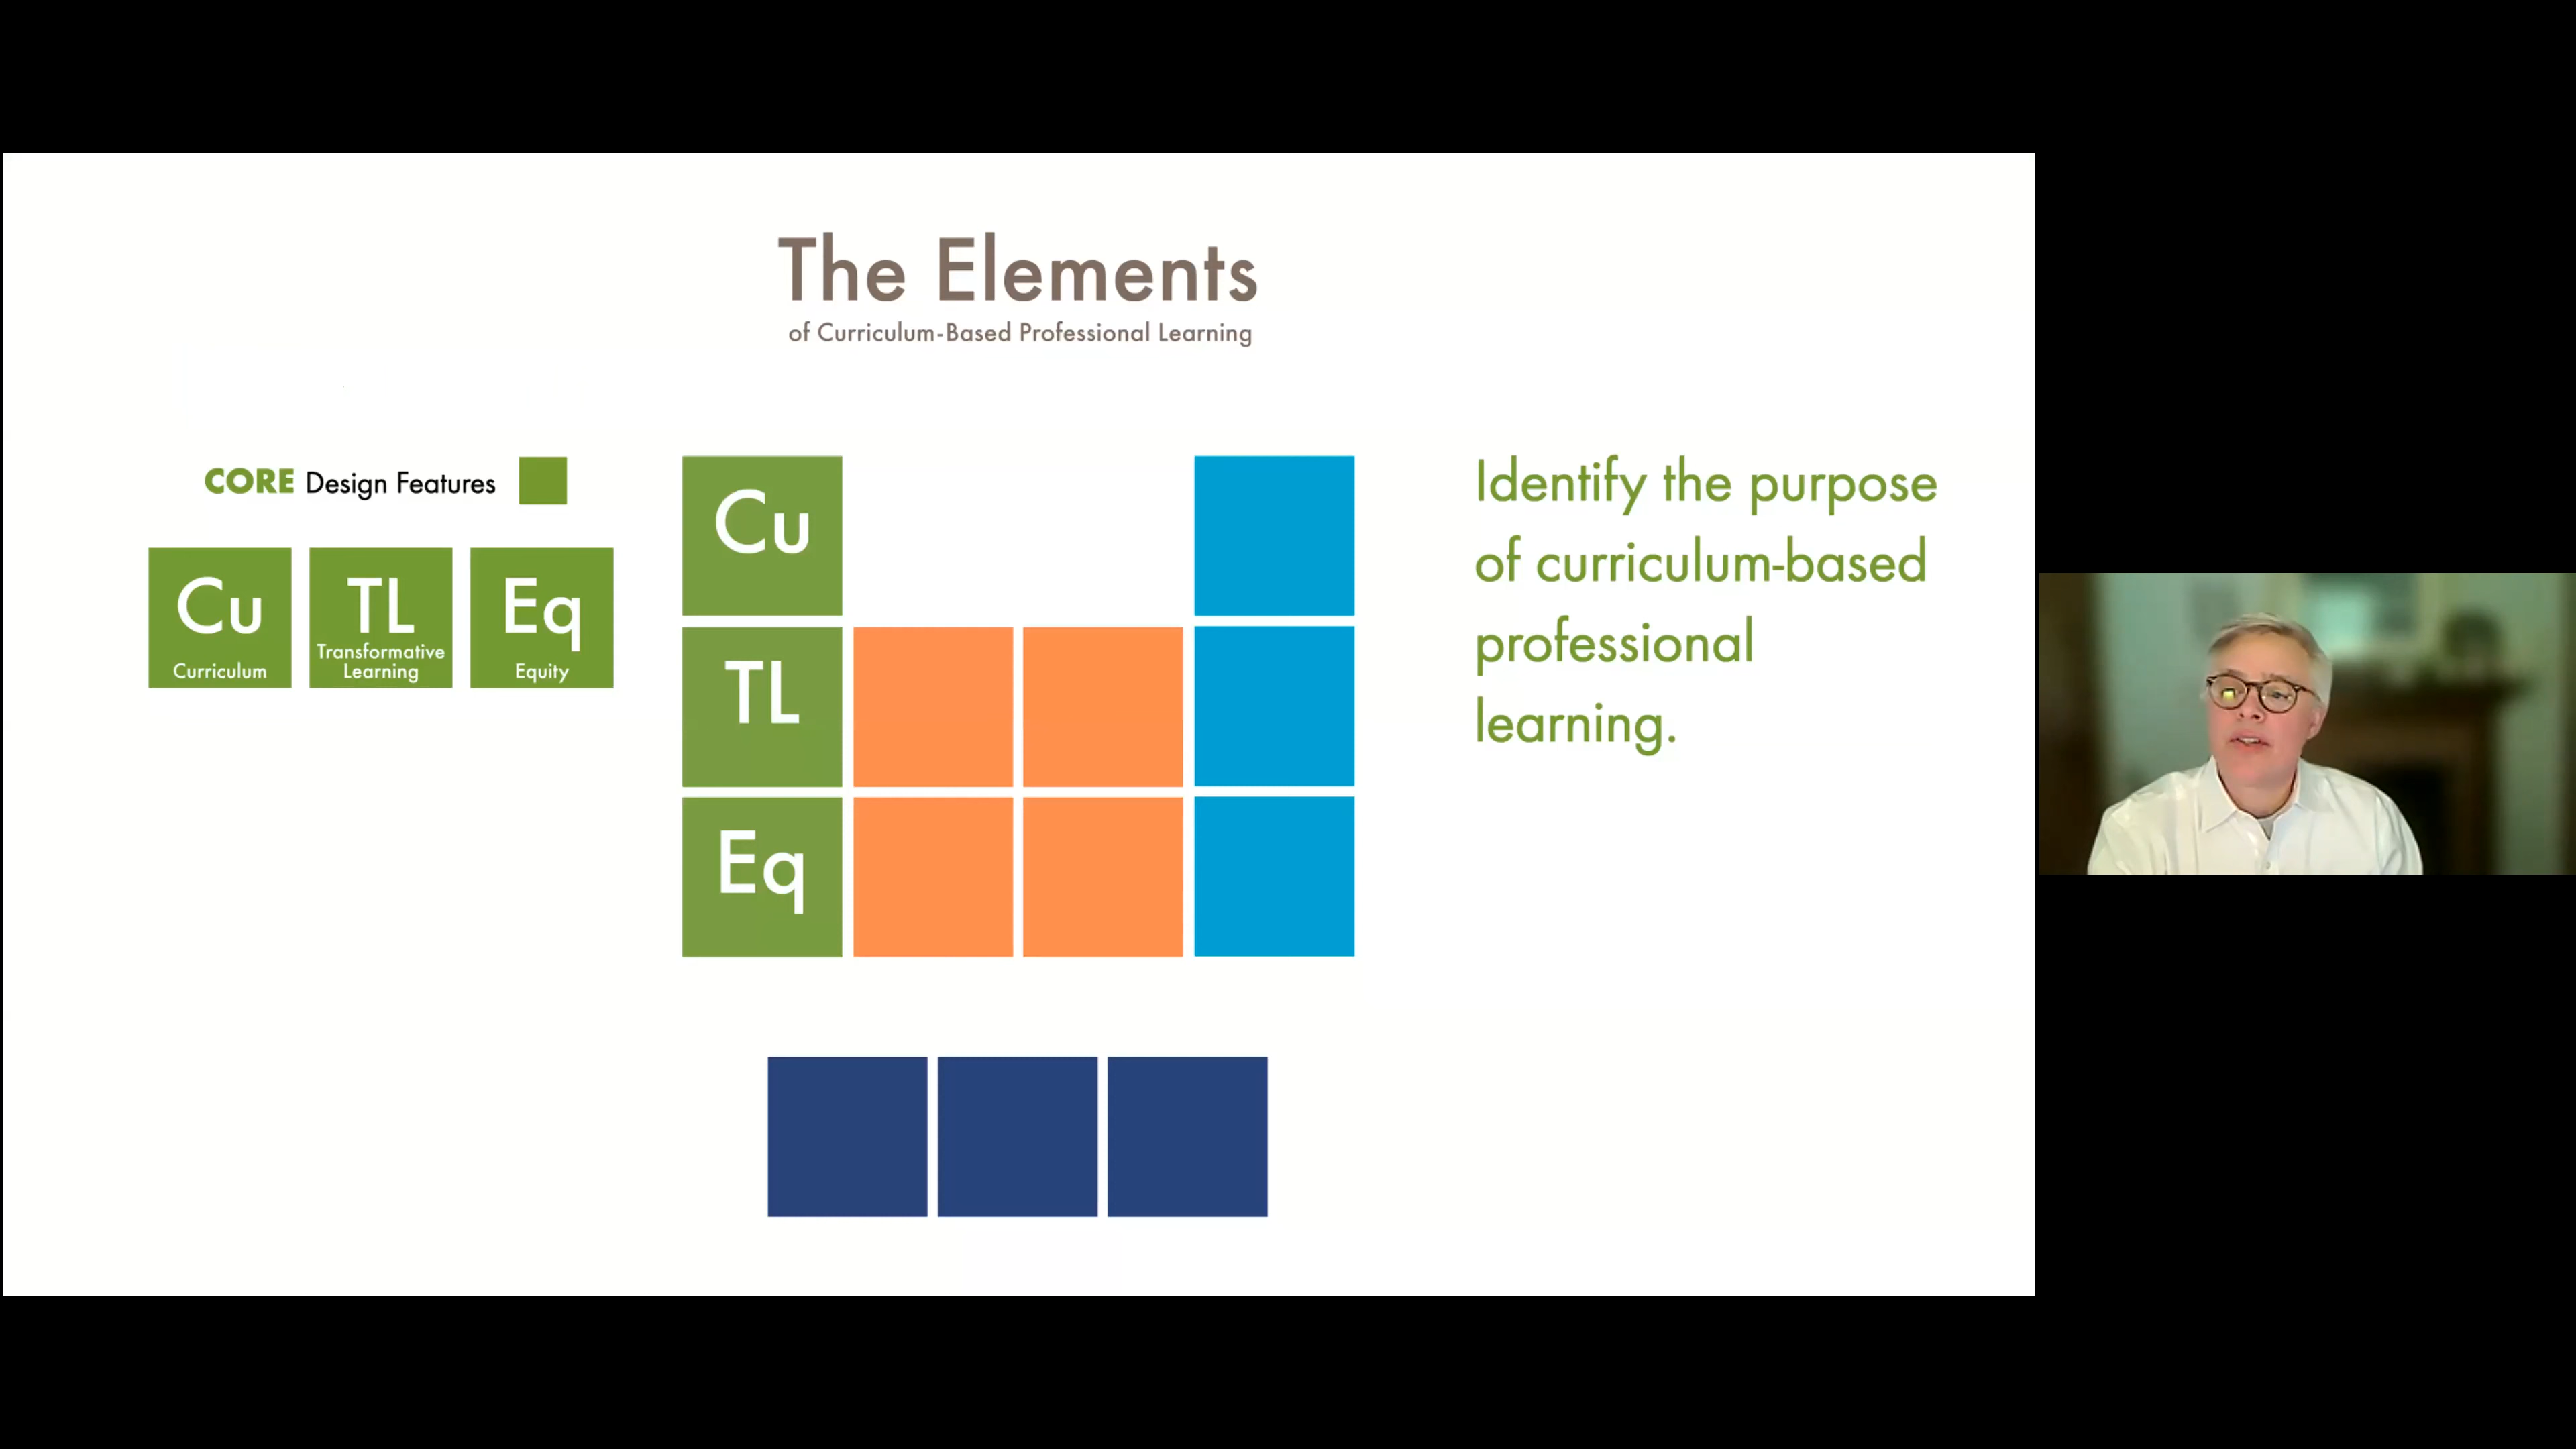 The Elements
of Curriculum-Based Professional Learning
CORE Design Features
Cu
Curriculum
TL
Transformative
Learning
Eq
Equity
Cu
TL
Eq
Identify the purpose
of curriculum-based
professional
learning.